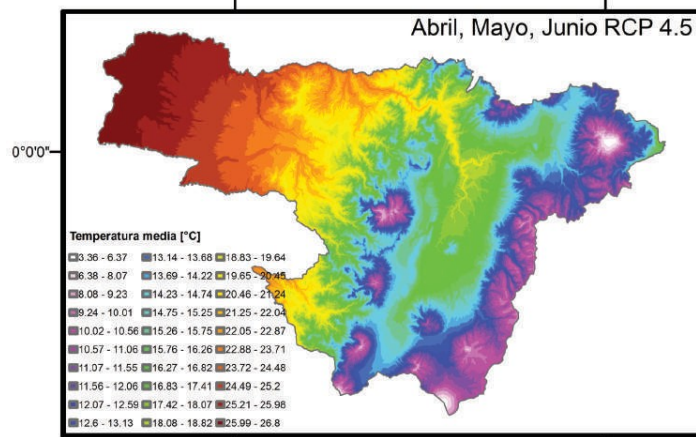 Abril, Mayo, Junio RCP 4.5
0°0'0"
Temperatura media [°C]
3.36 - 6.37 13.14 - 13.68 18.83 - 19.64
6.38 - 8.07 13.69 - 14.22 19.65 - 20.45
8.08 - 9.23 14.23 - 14.74 20.46 - 21.24
9.24 - 10.01 14.75 - 15.25 21.25 - 22.04
10.02 - 10.56 15.26 - 15.75 22.05 - 22.87
10.57 - 11.06 15.76 - 16.26 22.88 - 23.71
11.07 - 11.55 16.27 - 16.82 23.72 - 24.48
11.56 - 12.06 16.83 - 17.41 24.49 - 25.2
12.07 - 12.59 17.42 - 18.07 25.21 - 25.98
12.6 - 13.13 18.08 - 18.82 25.99 - 26.8